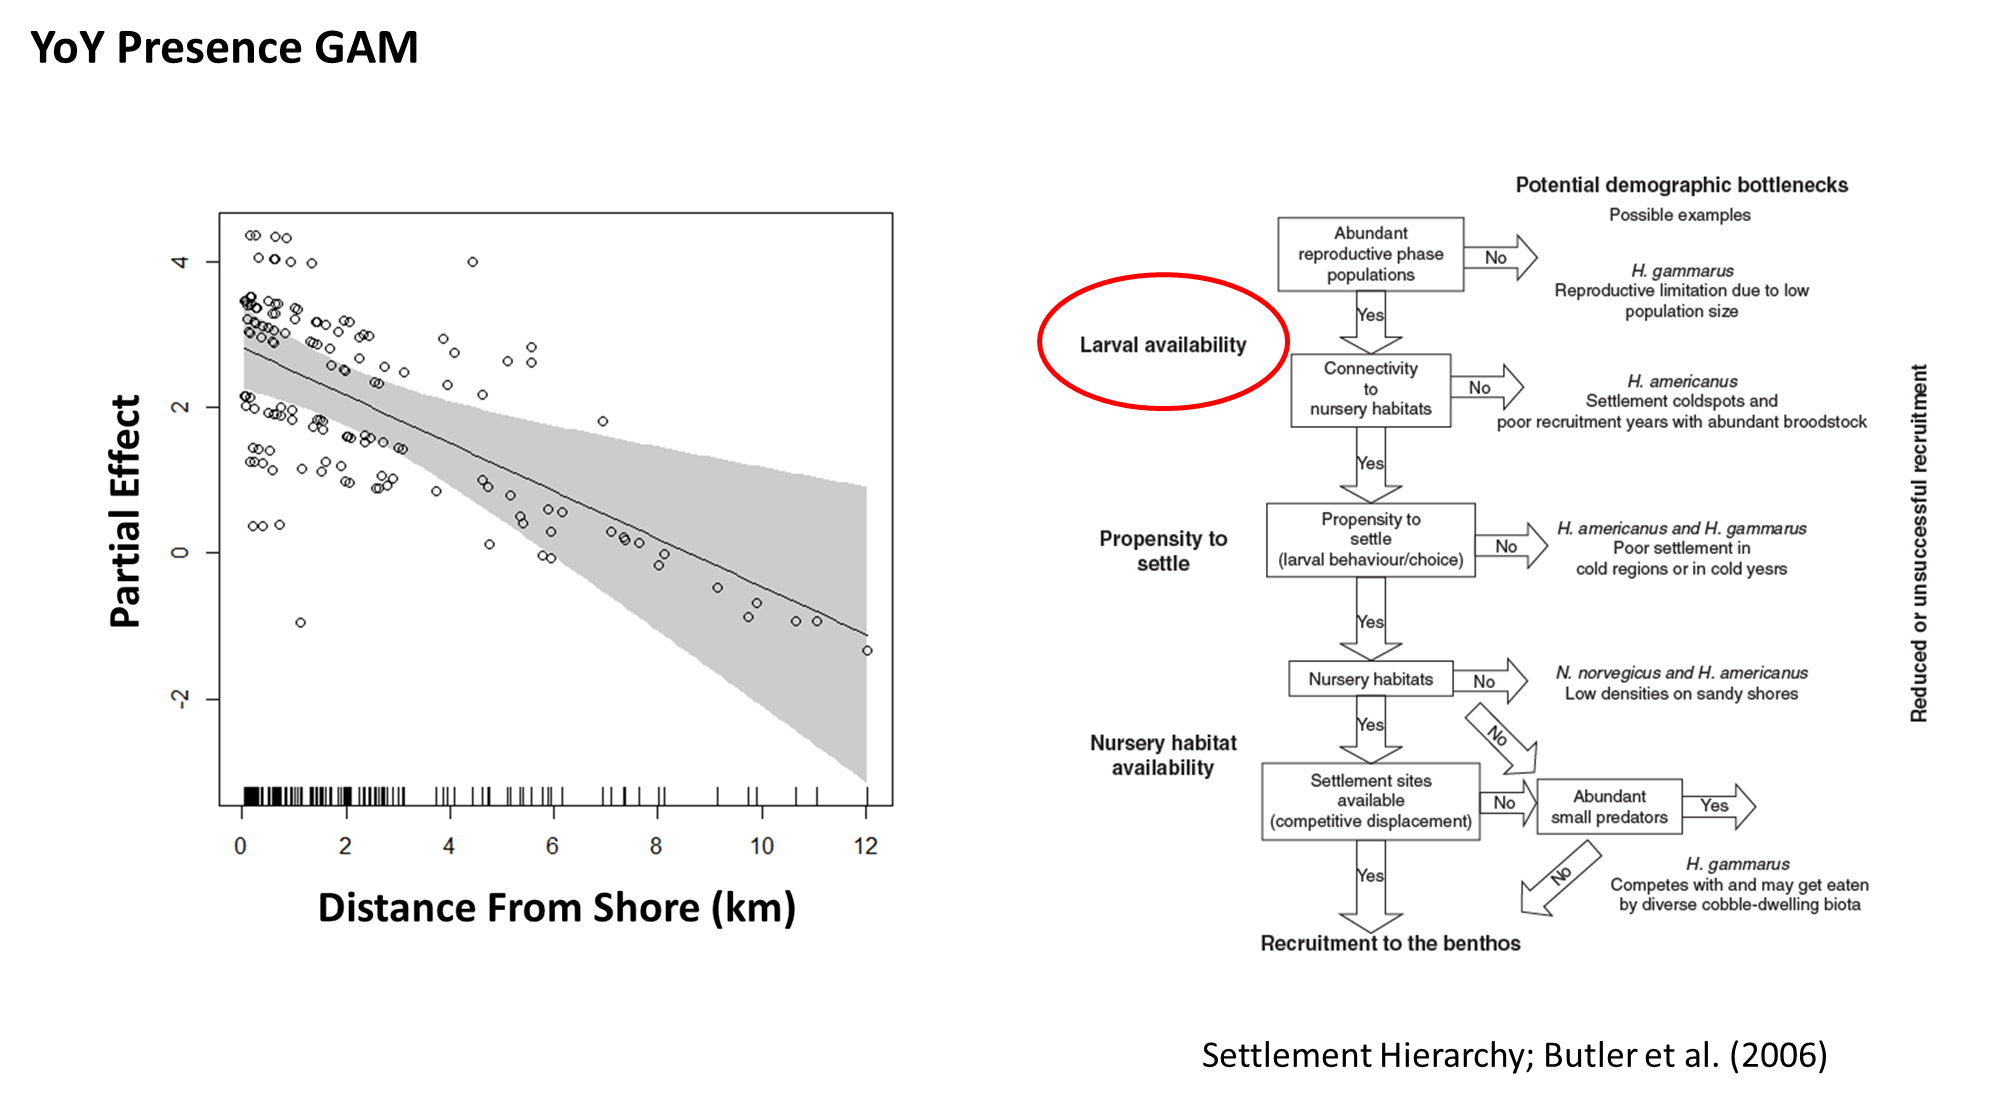 YoY Presence GAM
Partial Effect
4
2
0
-2
0 2 4 6 8 10 12
Distance From Shore (km)
Potential demographic bottlenecks
Possible examples
Abundant
reproductive phase
populations
No
H. gammarus
Reproductive limitation due to low
population size
Yes
Larval availability
Connectivity
to
nursery habitats
No
H. americanus
Settlement coldspots and
poor recruitment years with abundant broodstock
Yes
Propensity to
settle
Propensity to
settle
(larval behaviour/choice)
No
H. americanus and H. gammarus
Poor settlement in
cold regions or in cold yesrs
Yes
Nursery habitats
No
N. norvegicus and H. americanus
Low densities on sandy shores
Yes
No
Nursery habitat
availability
Settlement sites
available
(competitive displacement)
No
Abundant
small predators
Yes
Yes
No
H. gammarus
Competes with and may get eaten
by diverse cobble-dwelling biota
Recruitment to the benthos
Reduced or unsuccessful recruitment
Settlement Hierarchy; Butler et al. (2006)